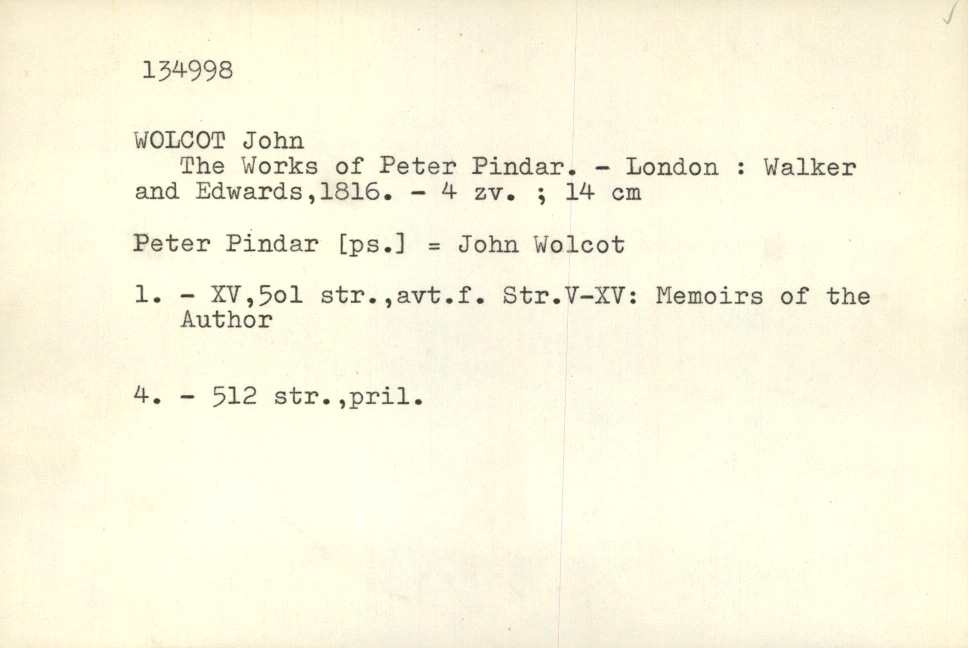 134998
WOLCOT John
The Works of Peter Pindar. - London : Walker
and Edwards,1816. - 4 zv. ; 14 cm
Peter Pindar [ps.] = John Wolcot
1. - XV,5o1 str.,avt.f. Str.V-XV: Memoirs of the
Author
4. - 512 str.,pril.